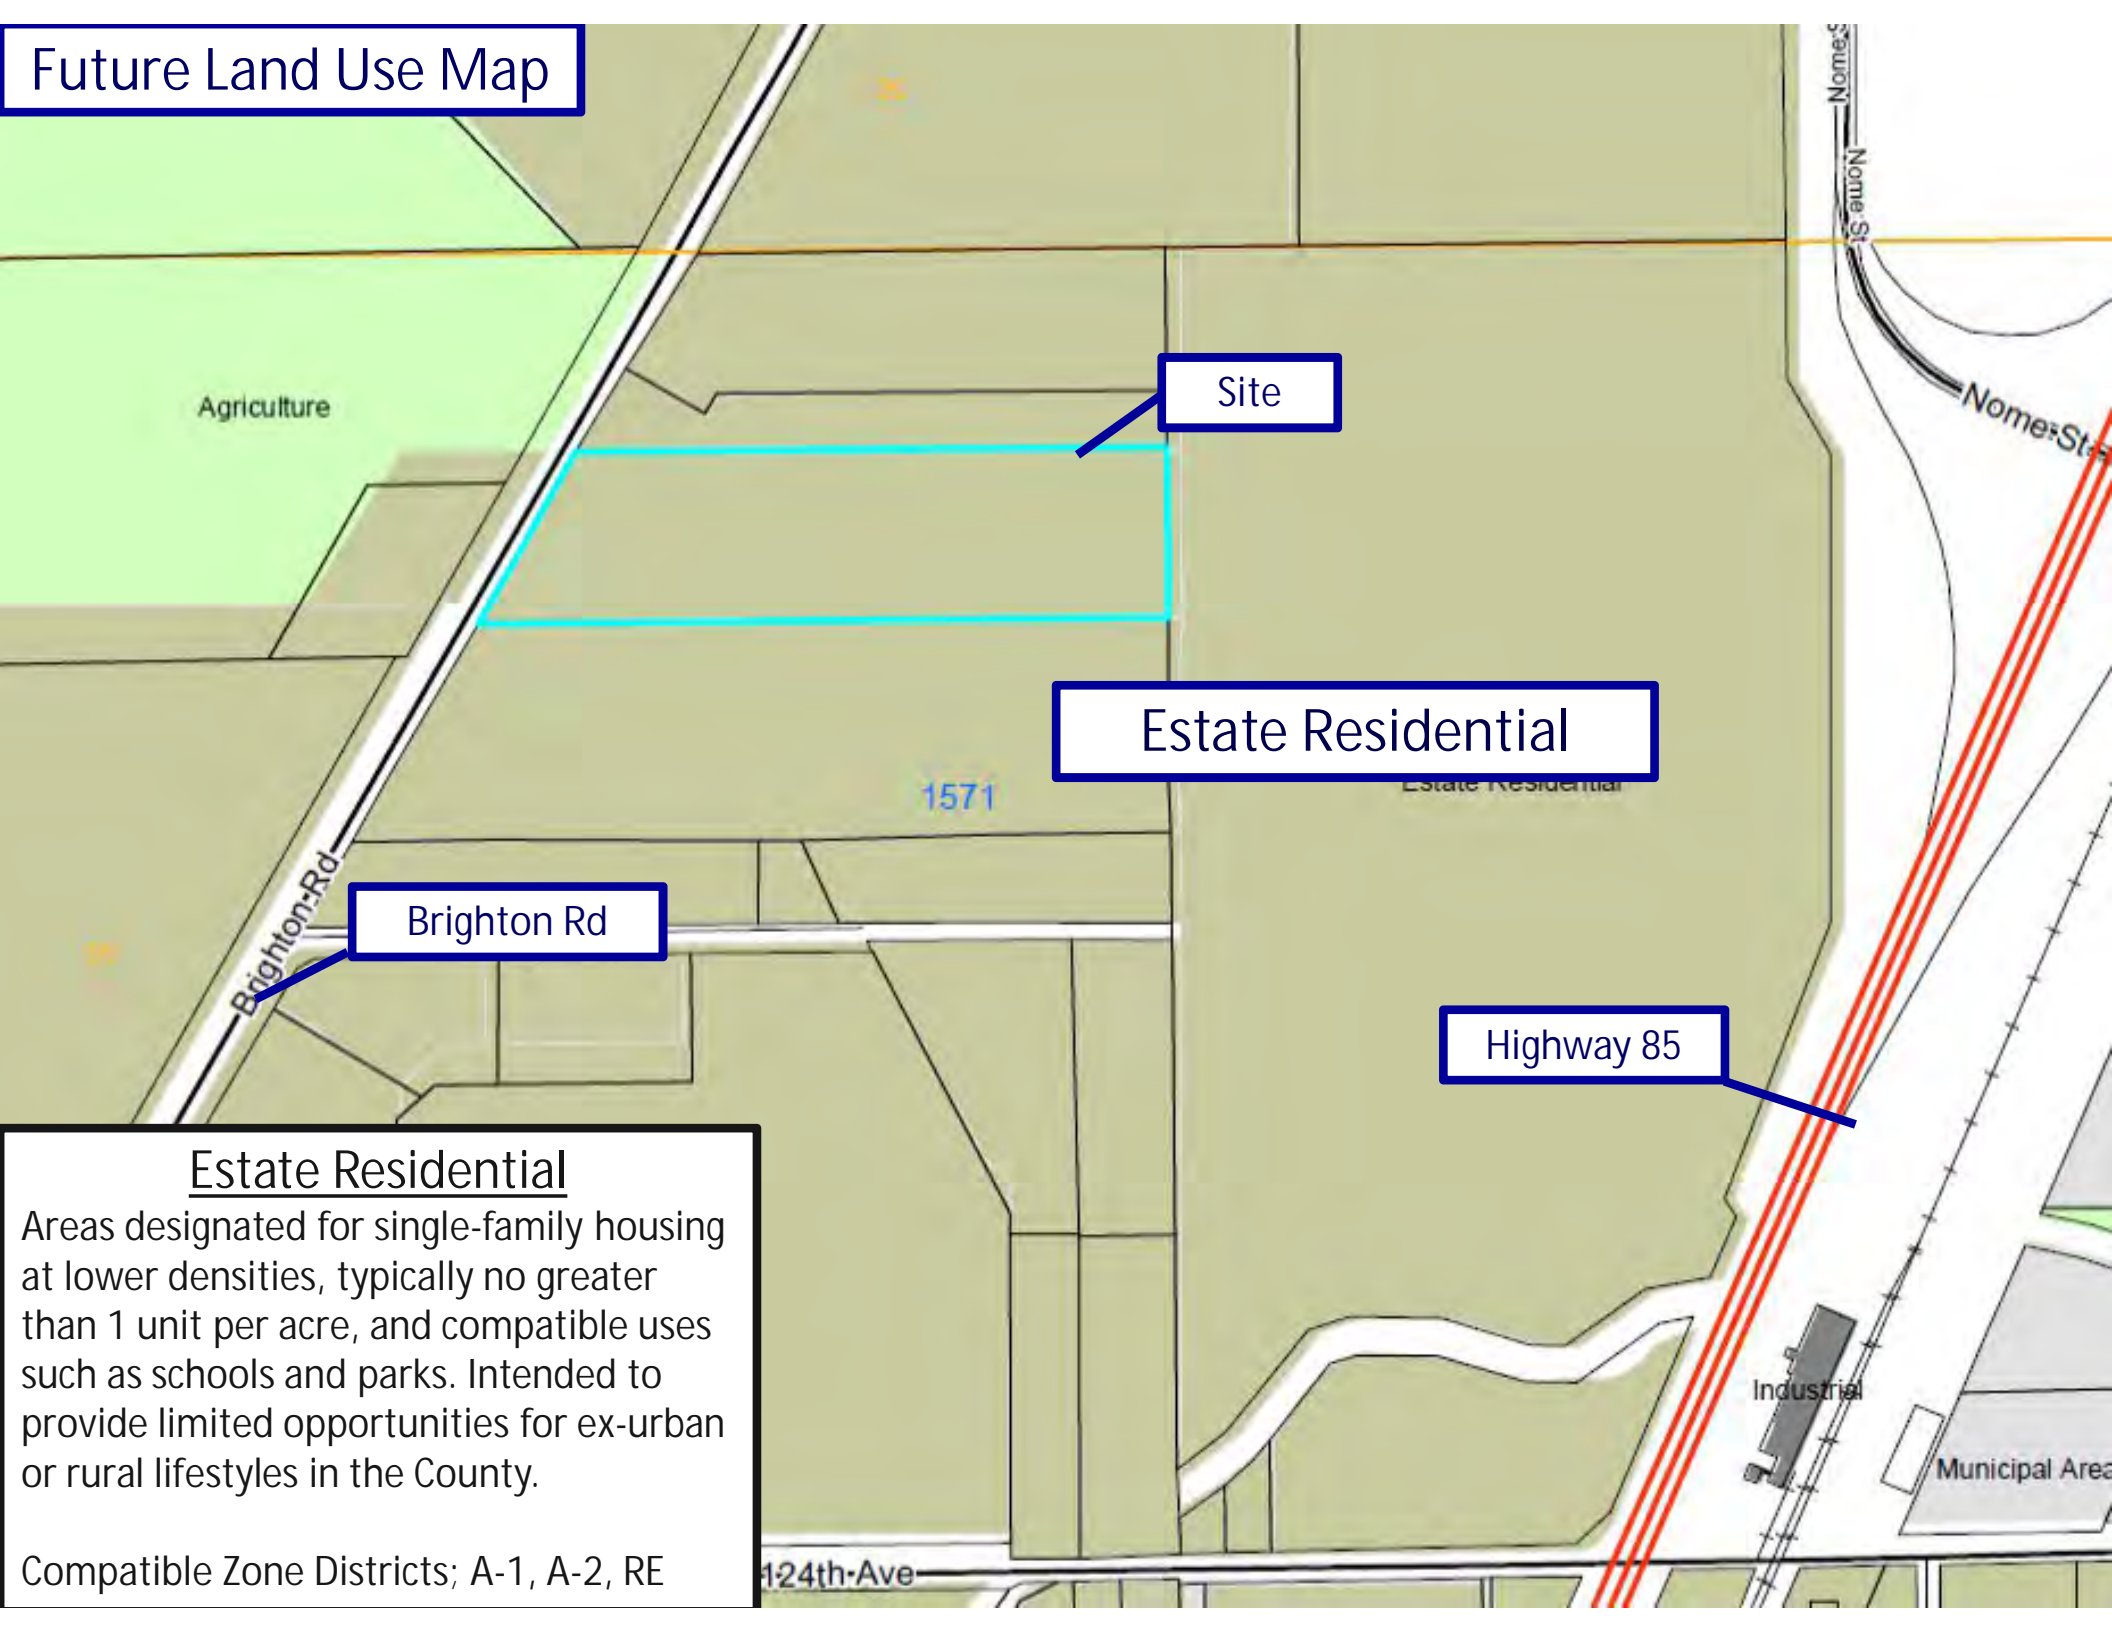 Future Land Use Map
Nome St
Nome St
Agriculture
Site
Estate Residential
Estate Residential
1571
Brighton Rd
Brighton-Rd
Highway 85
Estate Residential
Areas designated for single-family housing
at lower densities, typically no greater
than 1 unit per acre, and compatible uses
such as schools and parks. Intended to
provide limited opportunities for ex-urban
or rural lifestyles in the County.
Compatible Zone Districts; A-1, A-2, RE
Industrial
Municipal Area
124th-Ave